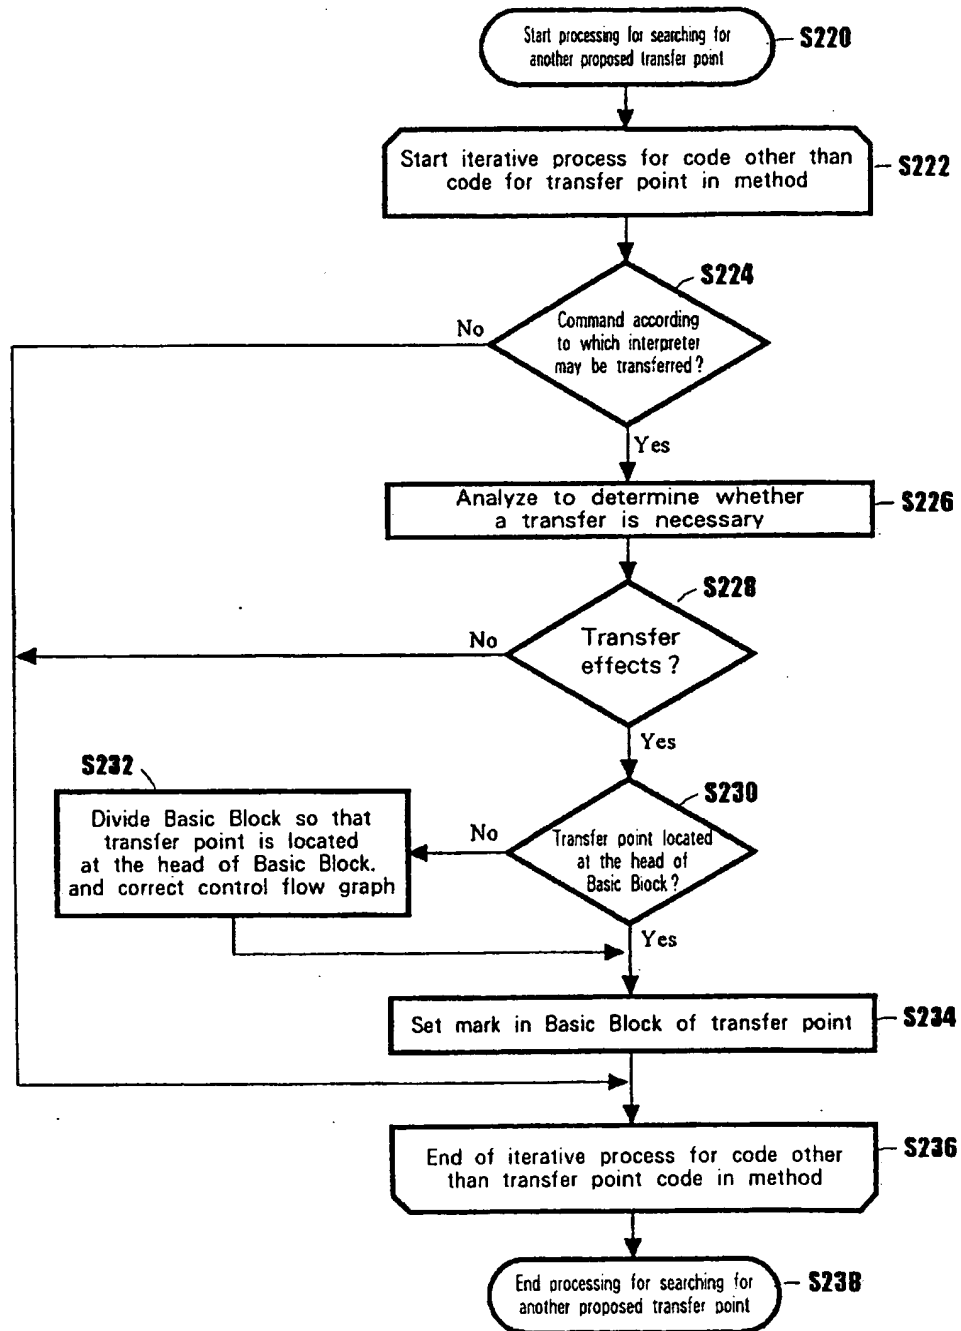 Start processing for searching for
another proposed transfer point
S220
Start iterative process for code other than
code for transfer point in method
S222
S224
Command according
to which interpreter
may be transferred?
No
Yes
Analyze to determine whether
a transfer is necessary
S226
S228
Transfer
effects?
No
Yes
S232
Divide Basic Block so that
transfer point is located
at the head of Basic Block.
and correct control flow graph
S230
Transfer point located
at the head of
Basic Block?
No
Yes
Set mark in Basic Block of transfer point
S234
End of iterative process for code other
than transfer point code in method
S236
End processing for searching for
another proposed transfer point
S238